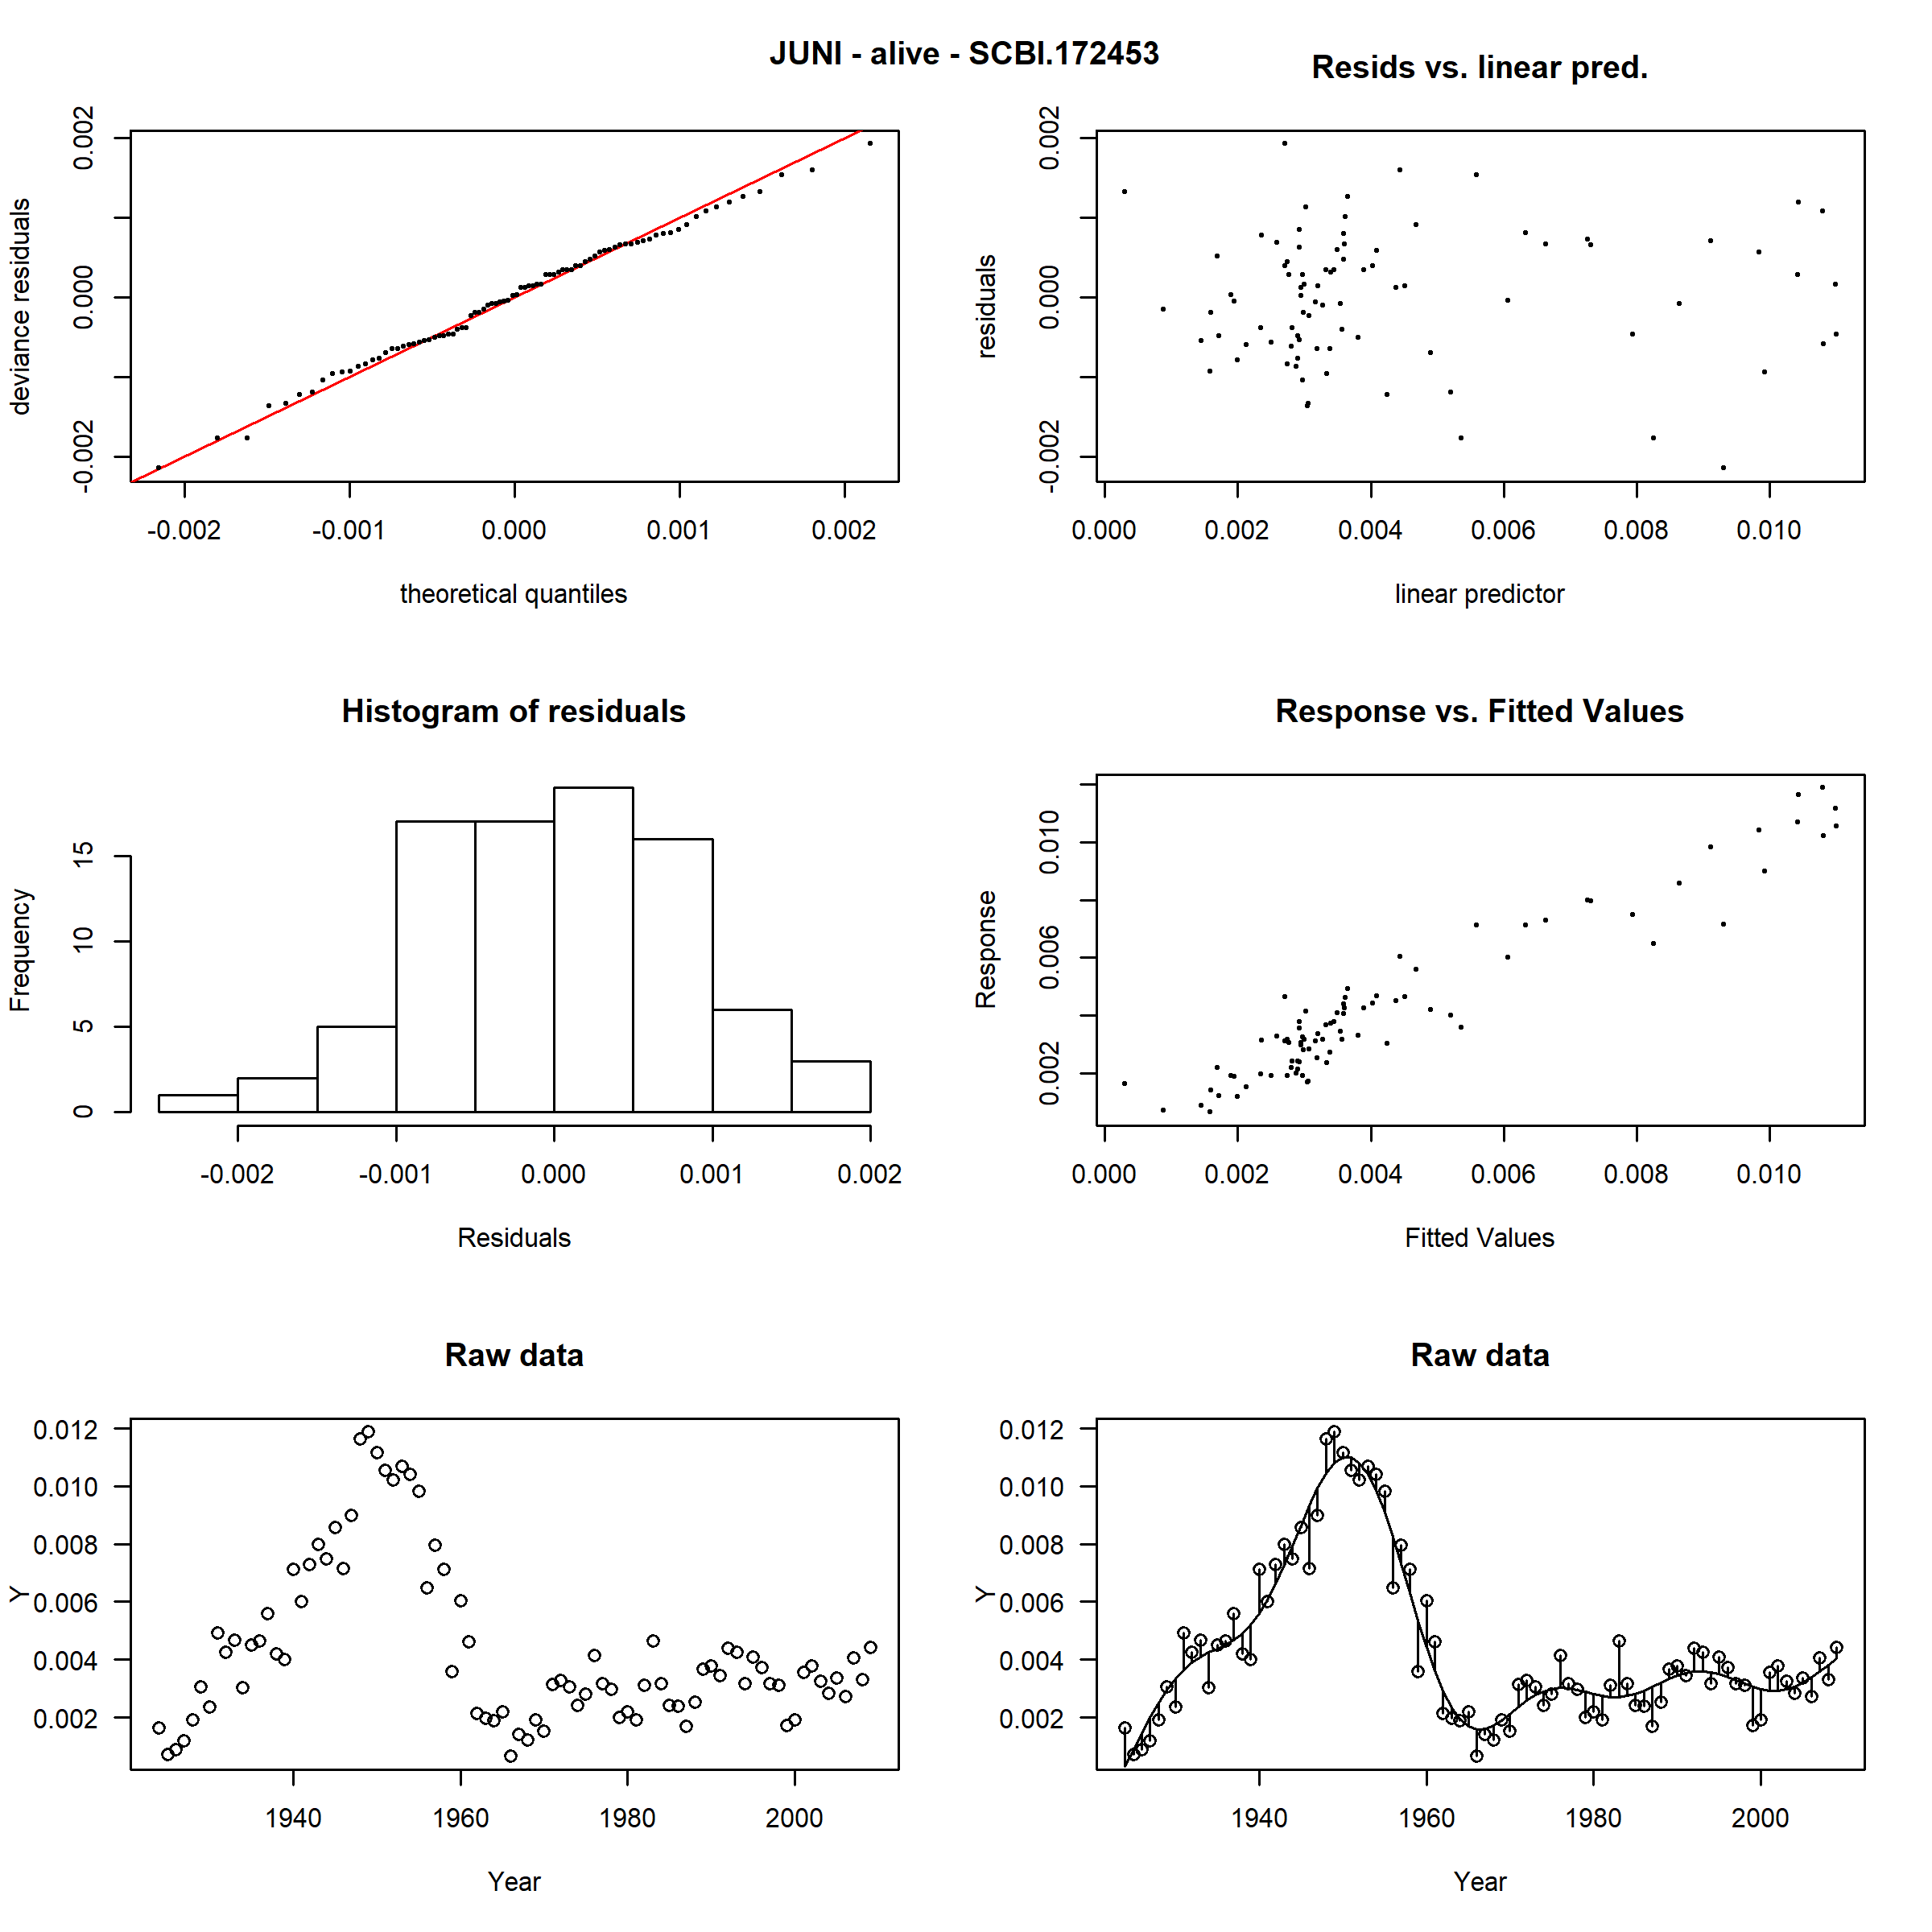 JUNI - alive - SCBI.172453
deviance residuals
0.002
0.000
-0.002
-0.002 -0.001 0.000 0.001 0.002
theoretical quantiles
Resids vs. linear pred.
residuals
0.002
0.000
-0.002
0.000 0.002 0.004 0.006 0.008 0.010
linear predictor
Histogram of residuals
Frequency
15
10
5
0
-0.002 -0.001 0.000 0.001 0.002
Residuals
Response vs. Fitted Values
Response
0.010
0.006
0.002
0.000 0.002 0.004 0.006 0.008 0.010
Fitted Values
Raw data
Y
0.012
0.010
0.008
0.006
0.004
0.002
1940 1960 1980 2000
Year
Raw data
Y
0.012
0.010
0.008
0.006
0.004
0.002
1940 1960 1980 2000
Year